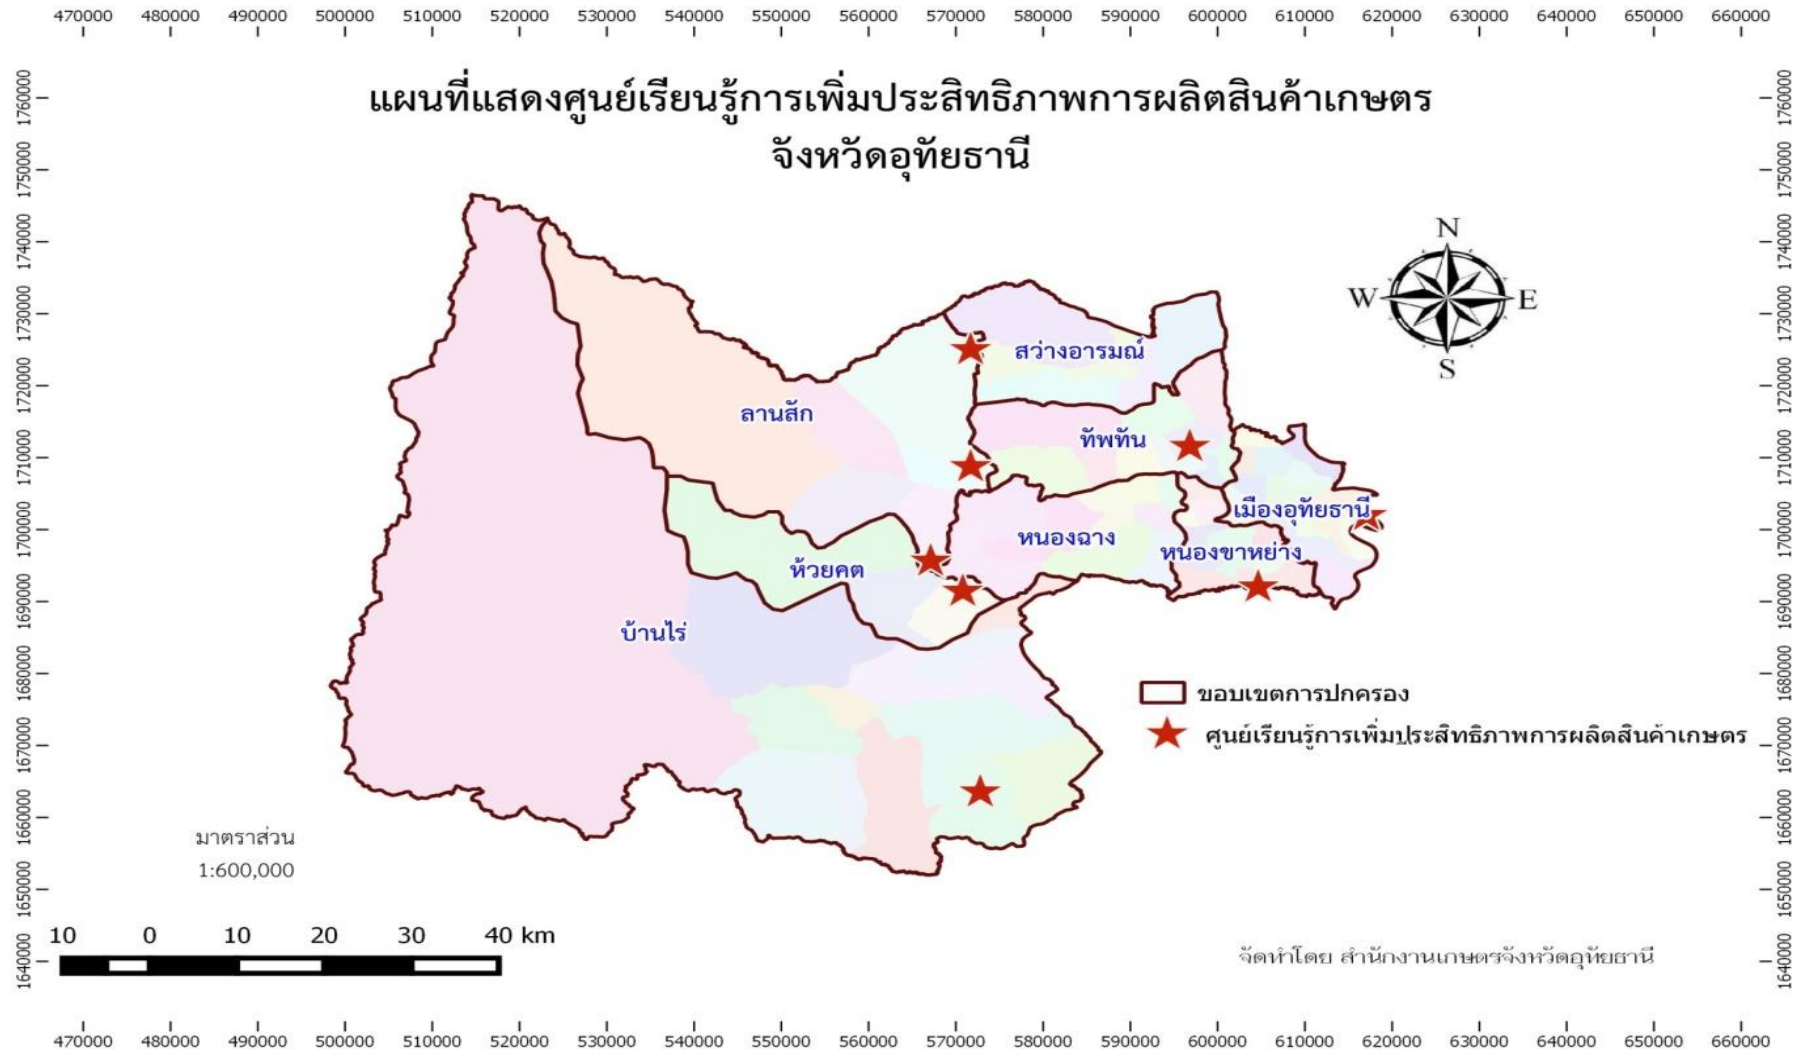 470000 480000 490000 500000 510000 520000 530000 540000 550000 560000 570000 580000 590000 600000 610000 620000 630000 640000 650000 660000
แผนที่แสดงศูนย์เรียนรู้การเพิ่มประสิทธิภาพการผลิตสินค้าเกษตร
จังหวัดอุทัยธานี
1760000 1760000
1750000 1750000
1740000 1740000
1730000 1730000
1720000 1720000
1710000 1710000
1700000 1700000
1690000 1690000
1680000 1680000
1670000 1670000
1660000 1660000
1650000 1650000
1640000 1640000
N
W E
S
สว่างอารมณ์
ลานสัก
ทัพทัน
เมืองอุทัยธานี
หนองฉาง
หนองขาหย่าง
ห้วยคต
บ้านไร่
ขอบเขตการปกครอง
ศูนย์เรียนรู้การเพิ่มประสิทธิภาพการผลิตสินค้าเกษตร
มาตราส่วน
1:600,000
10 0 10 20 30 40 km
จัดทำโดย สำนักงานเกษตรจังหวัดอุทัยธานี
470000 480000 490000 500000 510000 520000 530000 540000 550000 560000 570000 580000 590000 600000 610000 620000 630000 640000 650000 660000